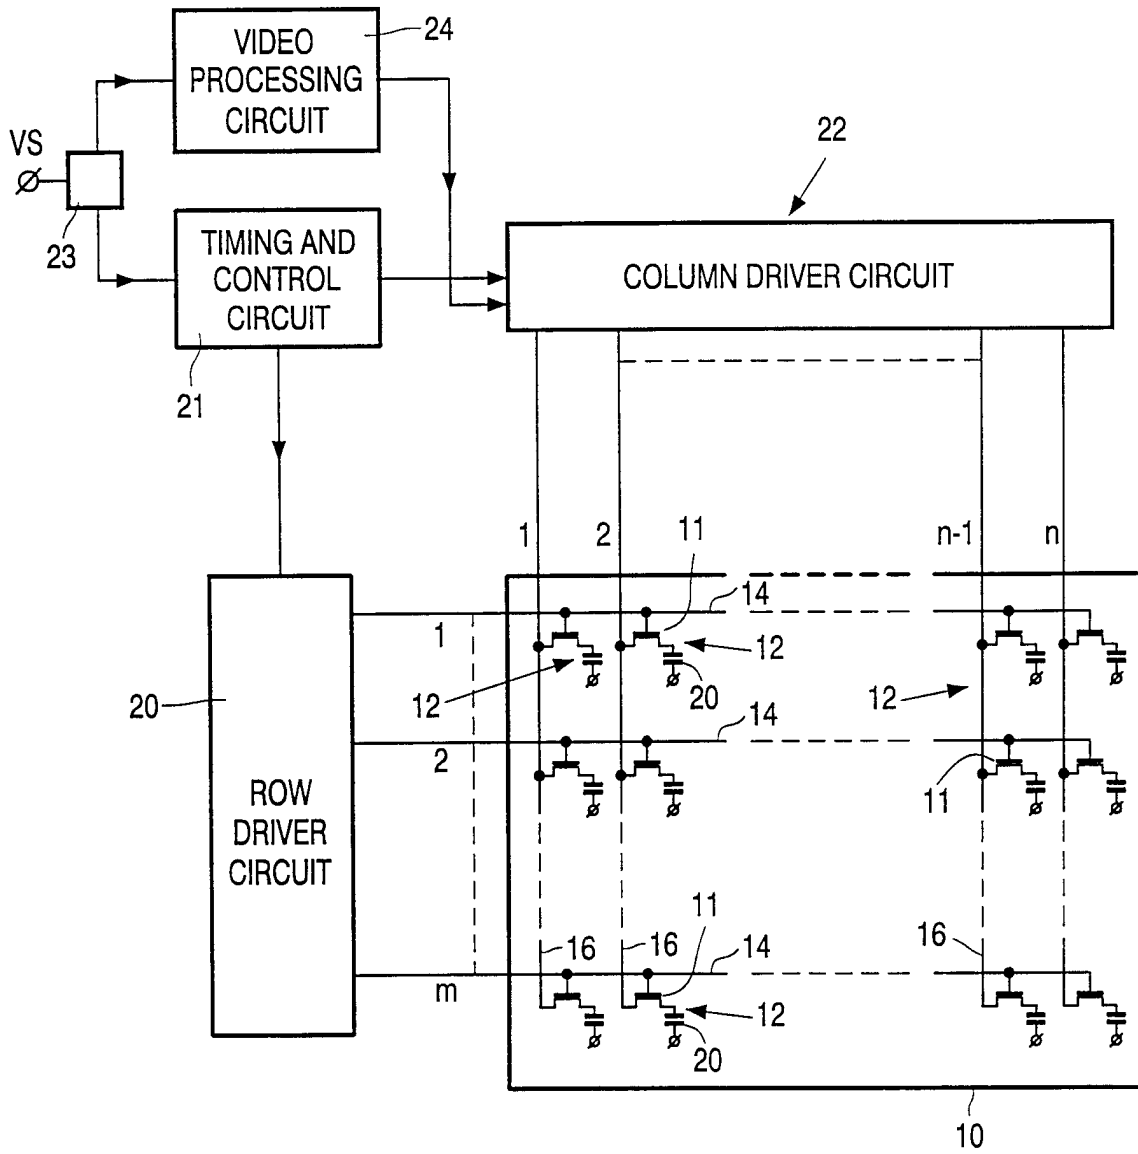 24
VIDEO
PROCESSING
CIRCUIT
VS
23
22
TIMING AND
CONTROL
CIRCUIT
COLUMN DRIVER CIRCUIT
21
1
2
11
n-1
n
14
1
12
12
20
12
20
14
2
11
ROW
DRIVER
CIRCUIT
11
16
16
14
16
m
12
20
10